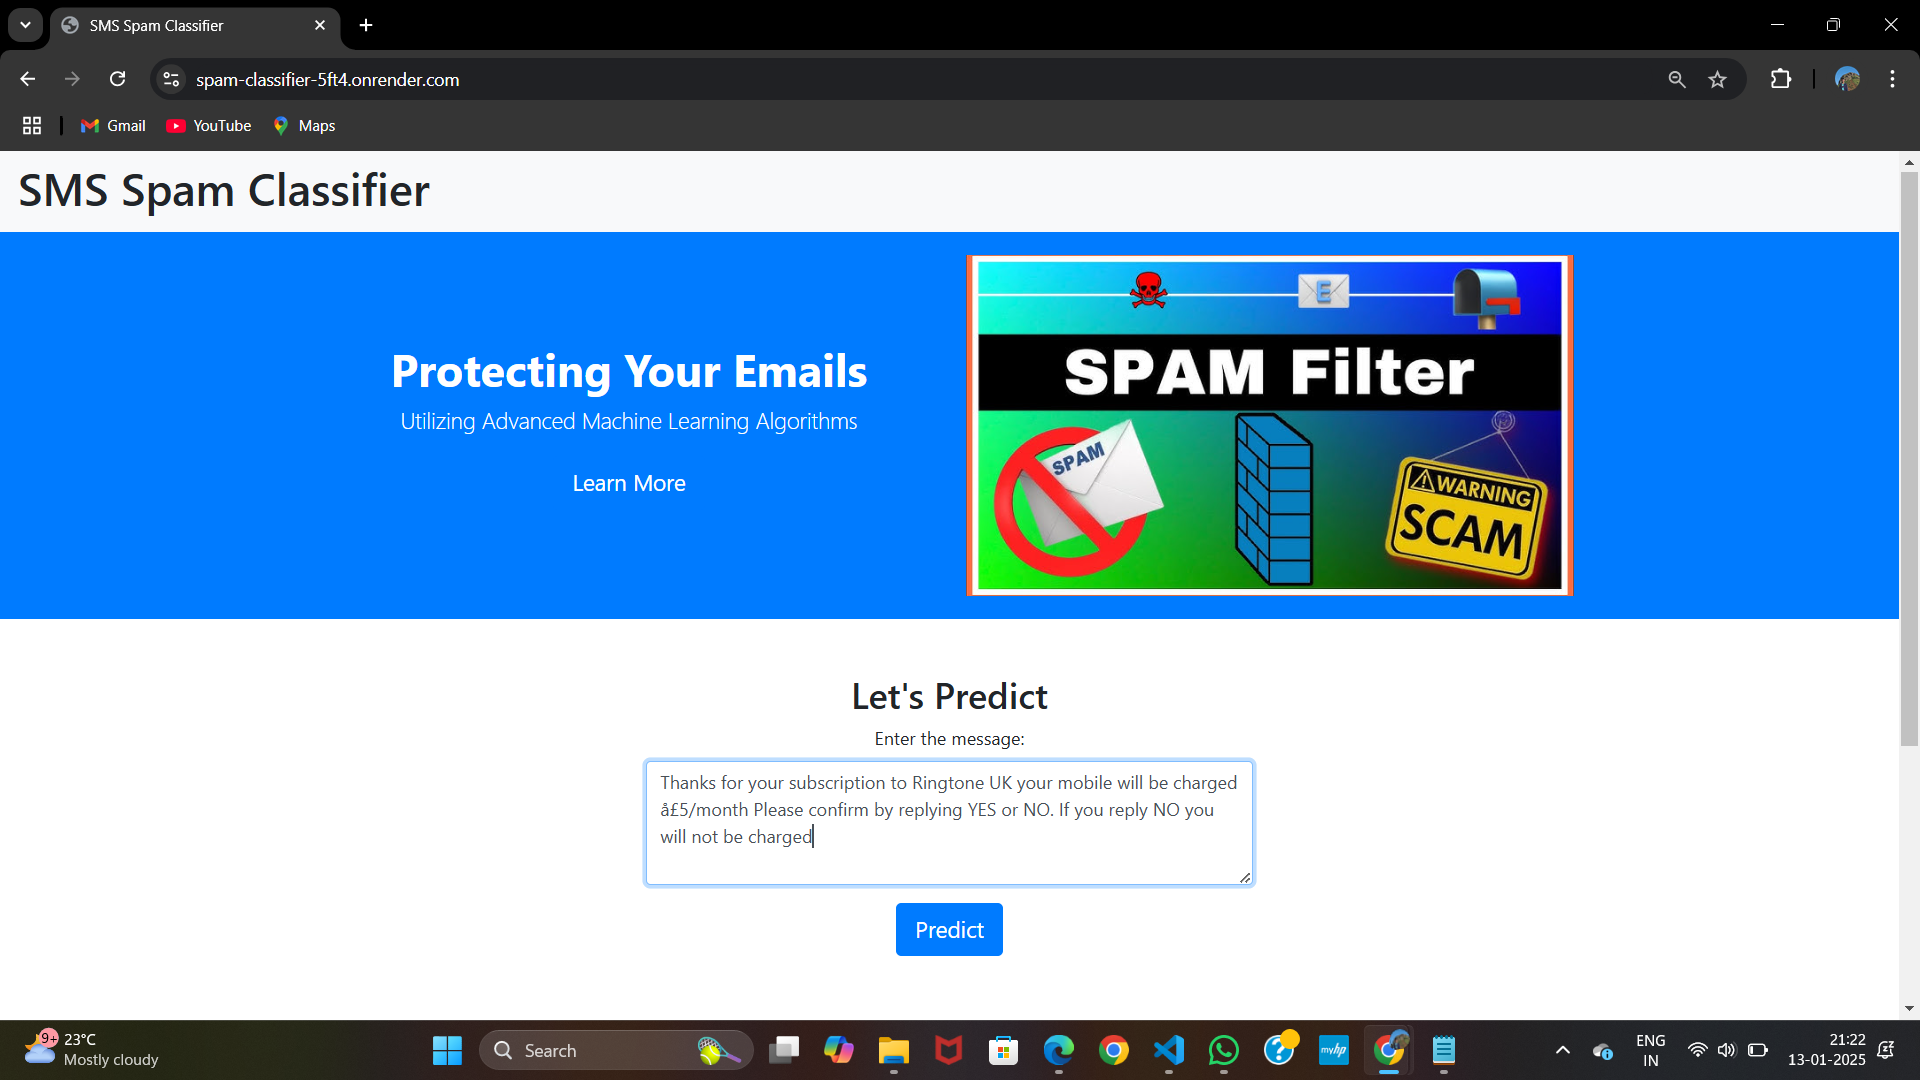 SMS Spam Classifier
spam-classifier-5ft4.onrender.com
Gmail
YouTube
Maps
SMS Spam Classifier
Protecting Your Emails
Utilizing Advanced Machine Learning Algorithms
Learn More
E
SPAM Filter
SPAM
WARNING
SCAM
Let's Predict
Enter the message:
Thanks for your subscription to Ringtone UK your mobile will be charged
å£5/month Please confirm by replying YES or NO. If you reply NO you
will not be charged
Predict
9+
23°C
Mostly cloudy
Search
myhp
ENG
IN
21:22
13-01-2025